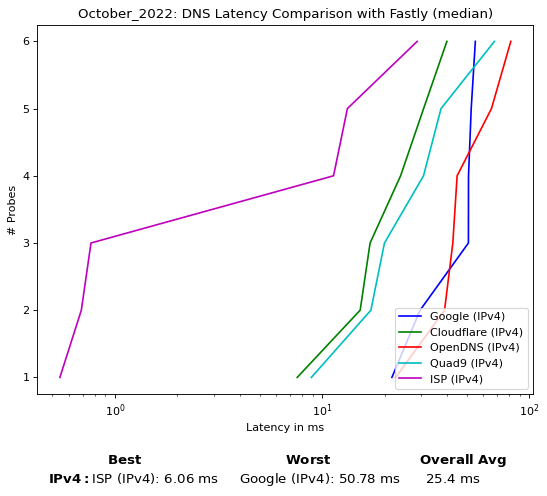 October_2022: DNS Latency Comparison with Fastly (median)
6
5
4
3
2
1
# Probes
Google (IPv4)
Cloudflare (IPv4)
OpenDNS (IPv4)
Quad9 (IPv4)
ISP (IPv4)
10⁰ 10¹ 10²
Latency in ms
Best Worst Overall Avg
IPv4: ISP (IPv4): 6.06 ms Google (IPv4): 50.78 ms 25.4 ms